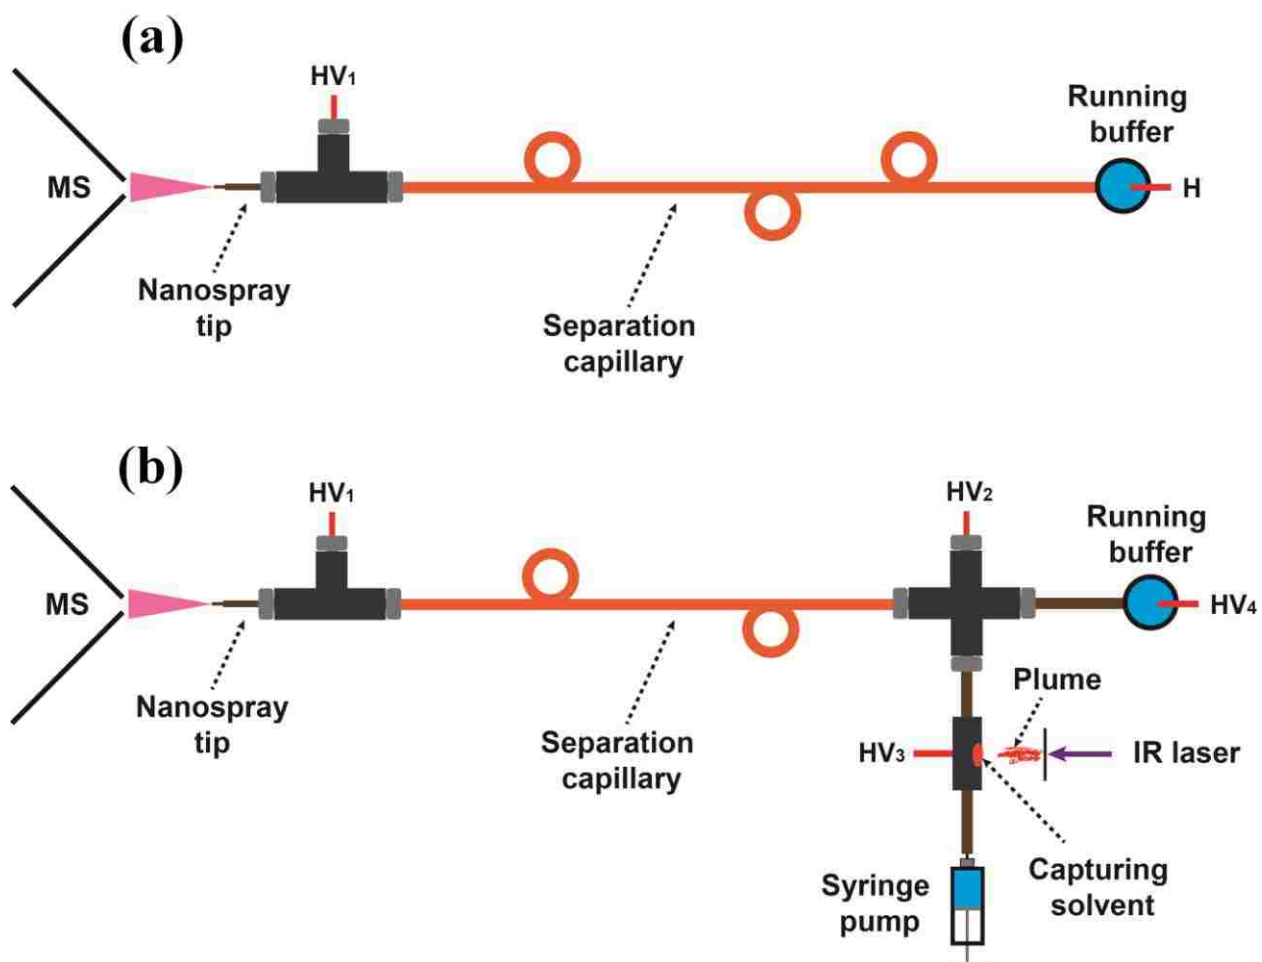 (a)
HV1
Running
buffer
MS
H
Nanospray
tip
Separation
capillary
(b)
HV1
HV2
Running
buffer
MS
HV4
Nanospray
tip
Separation
capillary
Plume
HV3
IR laser
Syringe
pump
Capturing
solvent